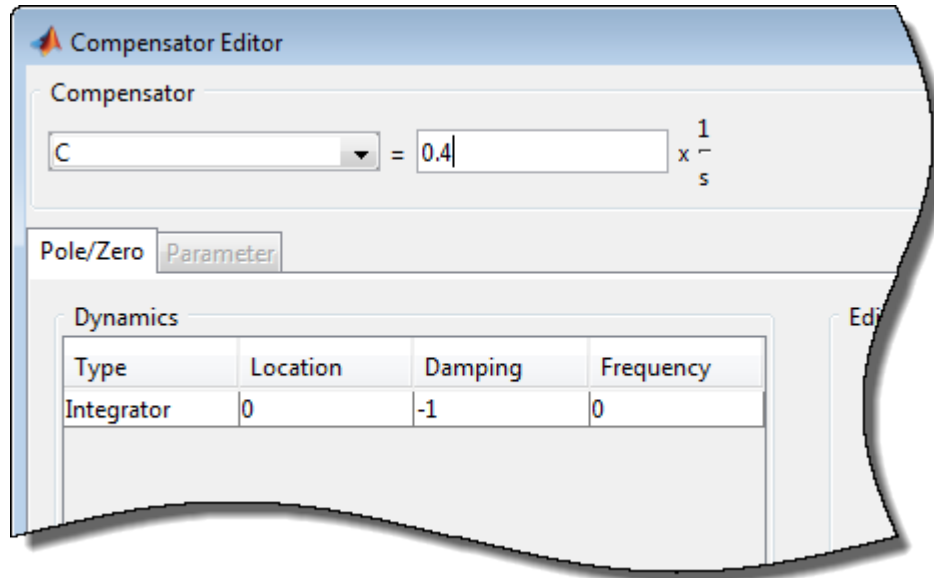 Compensator Editor
Compensator
C = 0.4 x 1
s
Pole/Zero Parameter
Dynamics Edi
Type Location Damping Frequency
Integrator 0 -1 0